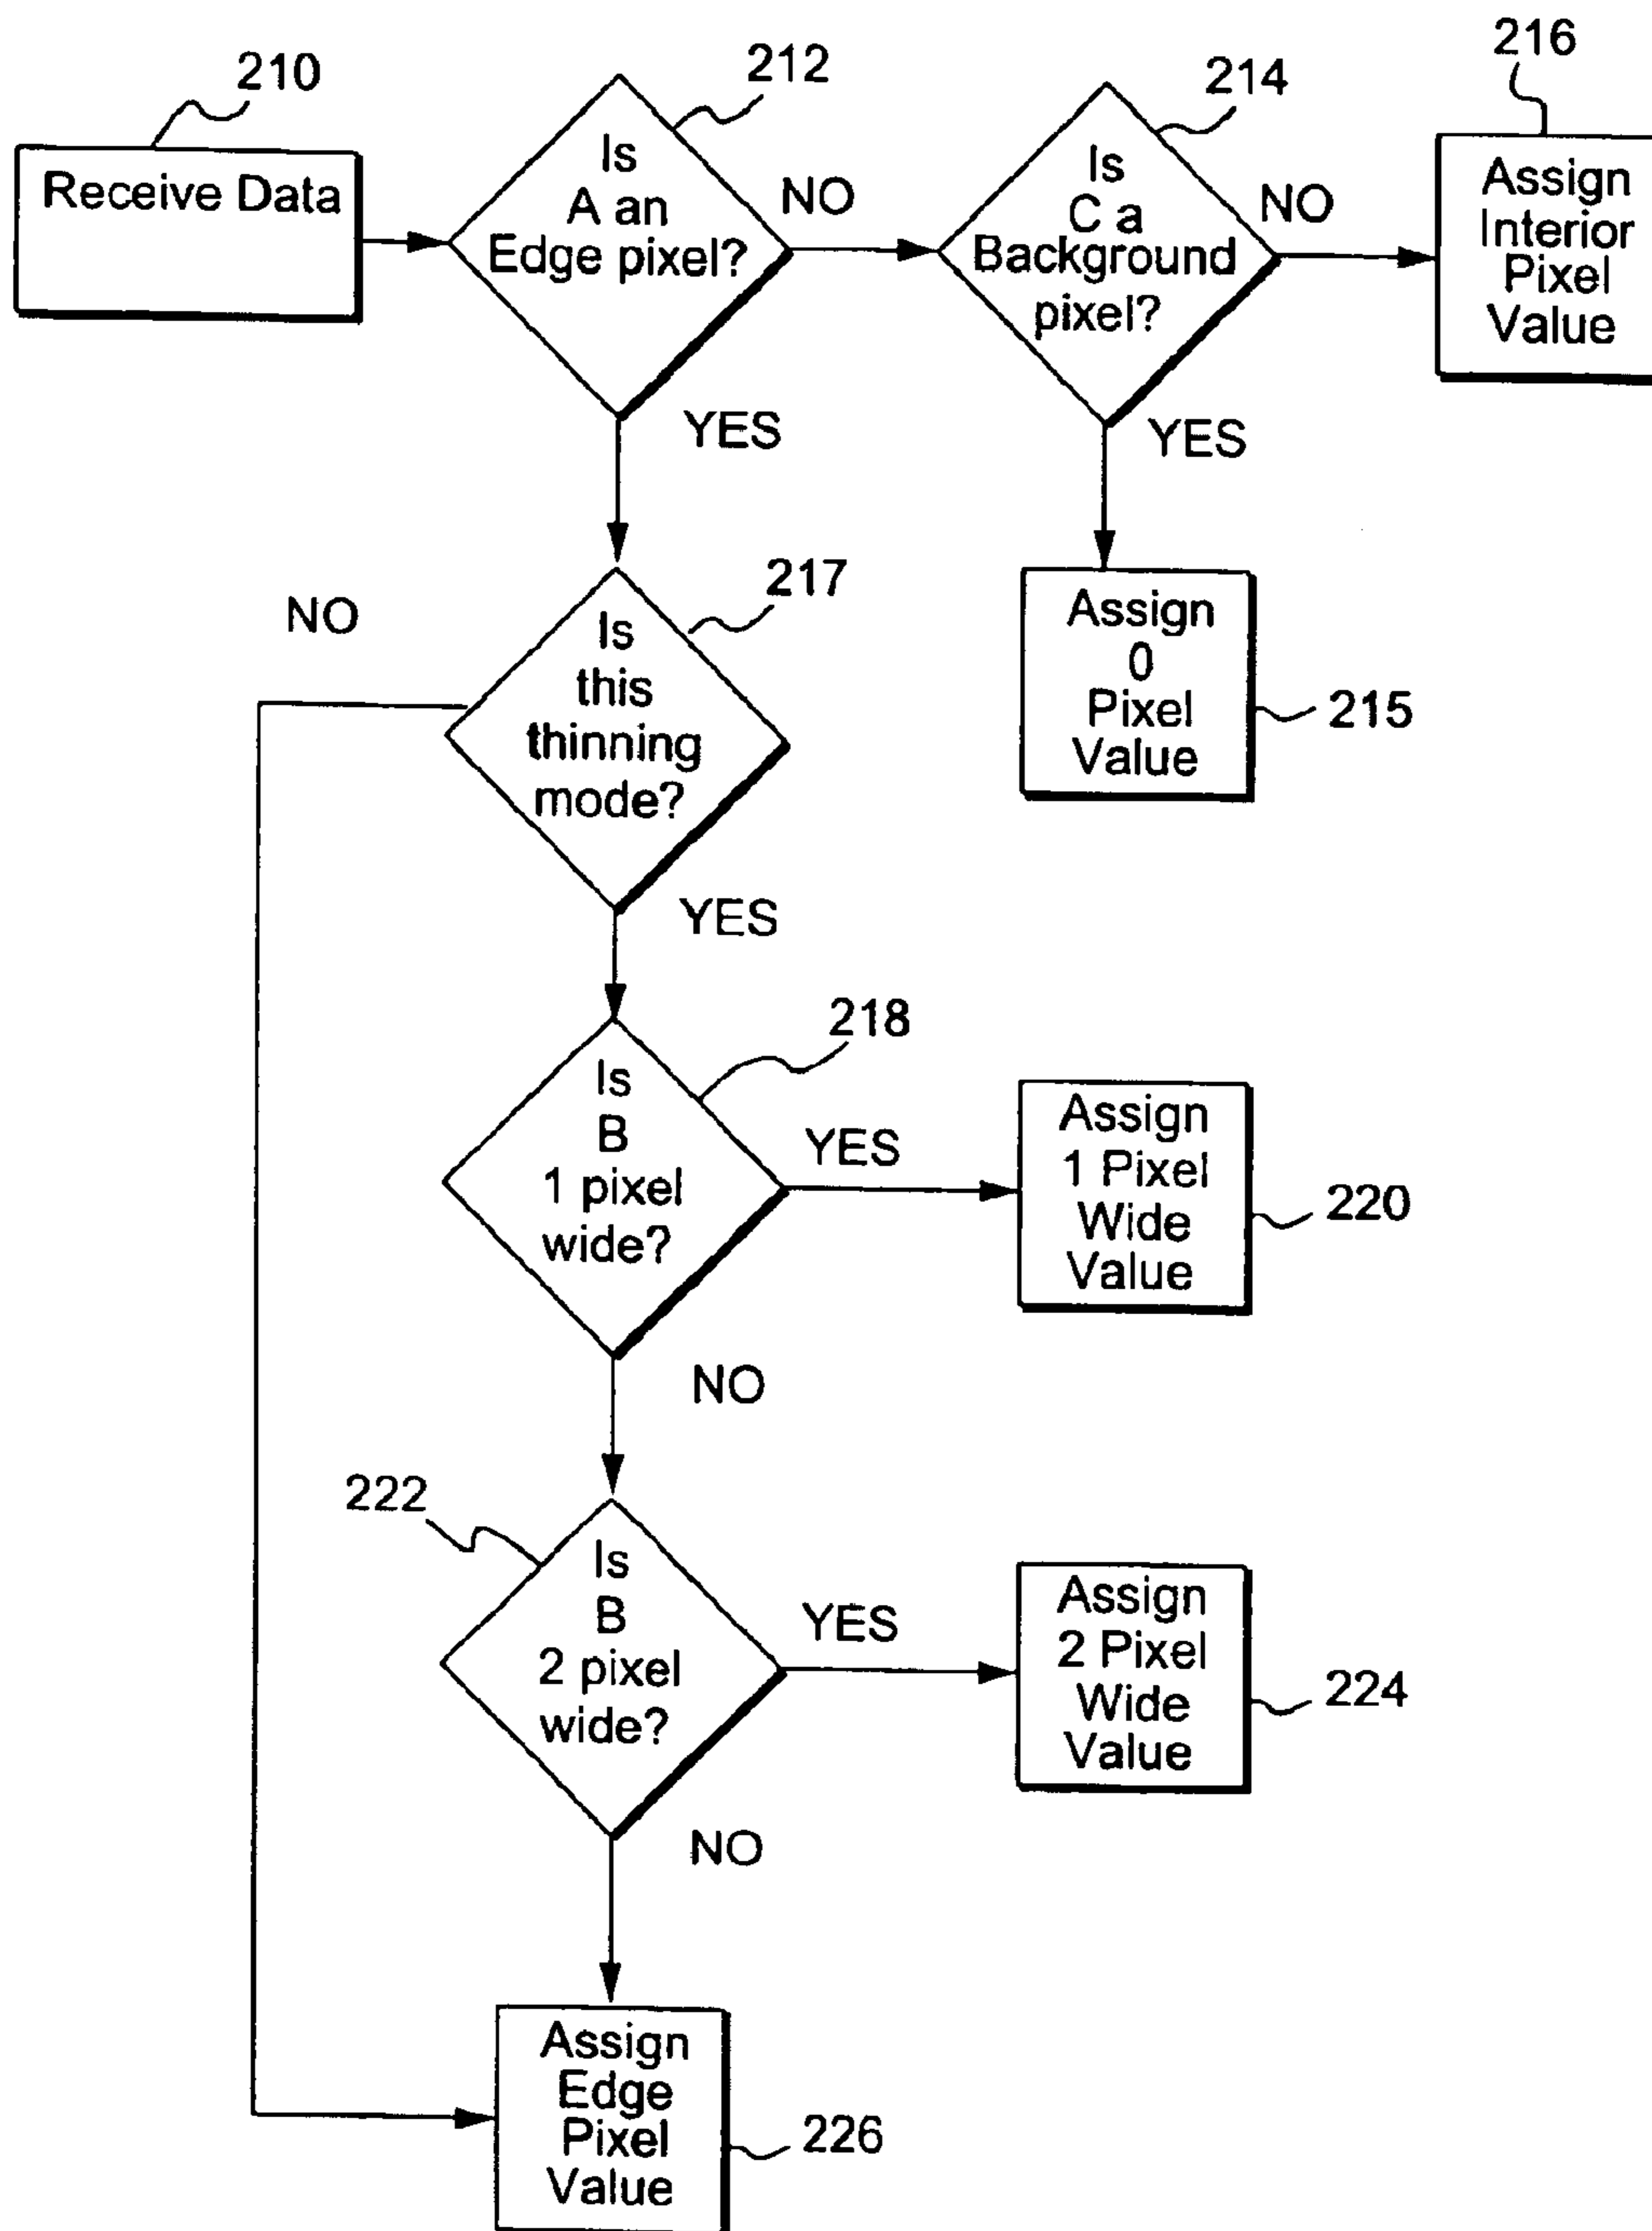 210
Receive Data
212
Is
A an
Edge pixel?
NO
214
Is
C a
Background
pixel?
NO
216
Assign
Interior
Pixel
Value
YES
YES
Assign
0
Pixel
Value
215
NO
217
Is
this
thinning
mode?
YES
218
Is
B
1 pixel
wide?
YES
Assign
1 Pixel
Wide
Value
220
NO
222
Is
B
2 pixel
wide?
YES
Assign
2 Pixel
Wide
Value
224
NO
Assign
Edge
Pixel
Value
226